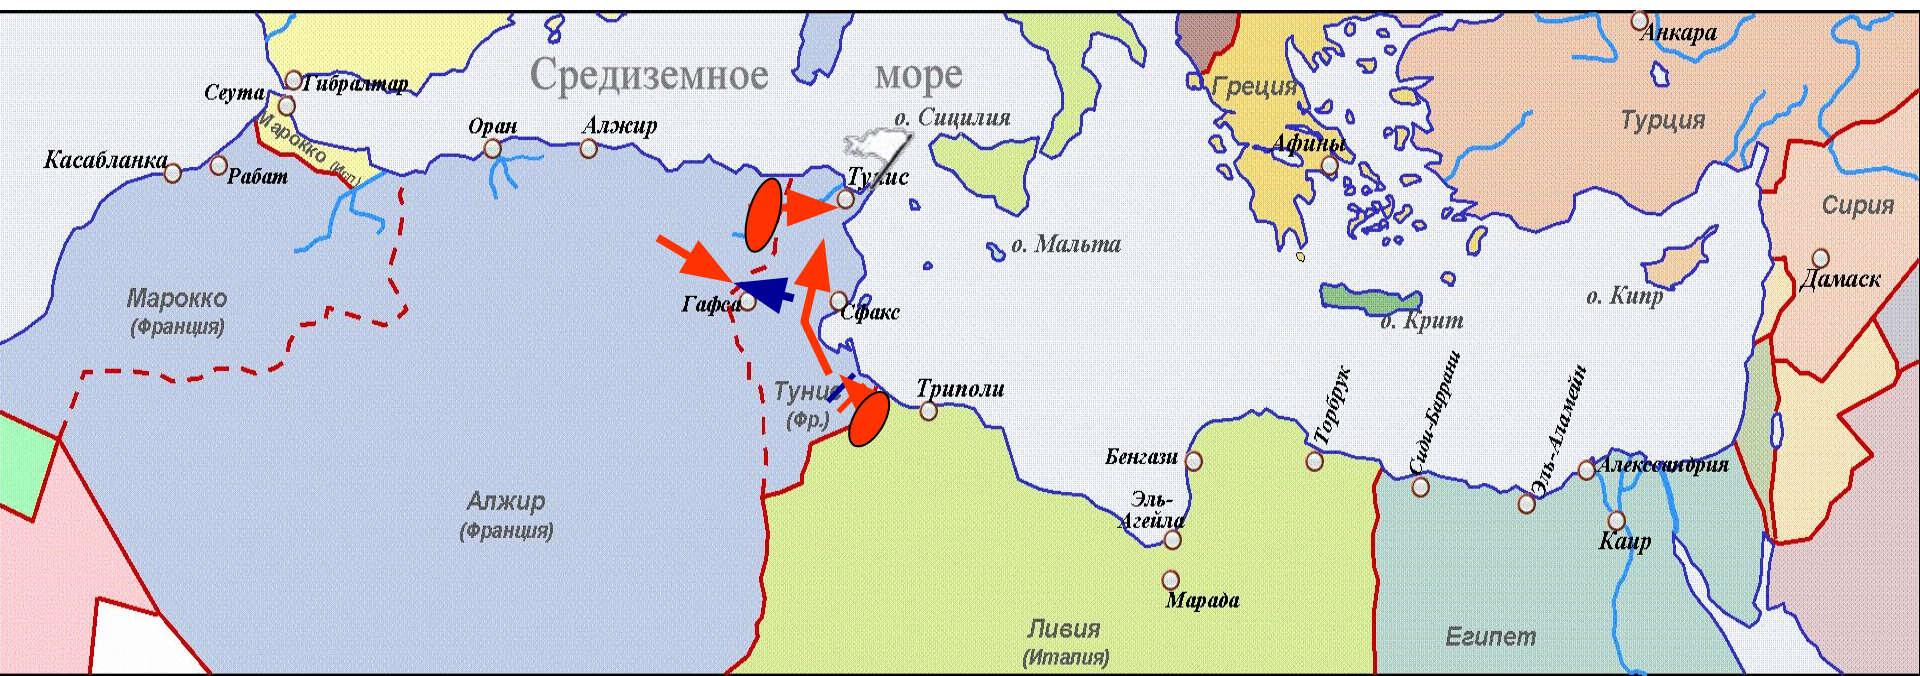 Анкара
Средиземное море
Гибралтар
Сеута
Греция
о. Сицилия
Турция
Марокко (Исп.)
Оран
Алжир
Афины
Касабланка
Рабат
Тунис
Сирия
о. Мальта
Дамаск
Марокко
(Франция)
Гафса
Сфакс
о. Кипр
о. Крит
Тунис
(Фр.)
Триполи
Торбрук
Сиди-Баррани
Эль-Аламейн
Бенгази
Александрия
Алжир
(Франция)
Эль-
Агейла
Каир
Марада
Ливия
(Италия)
Египет